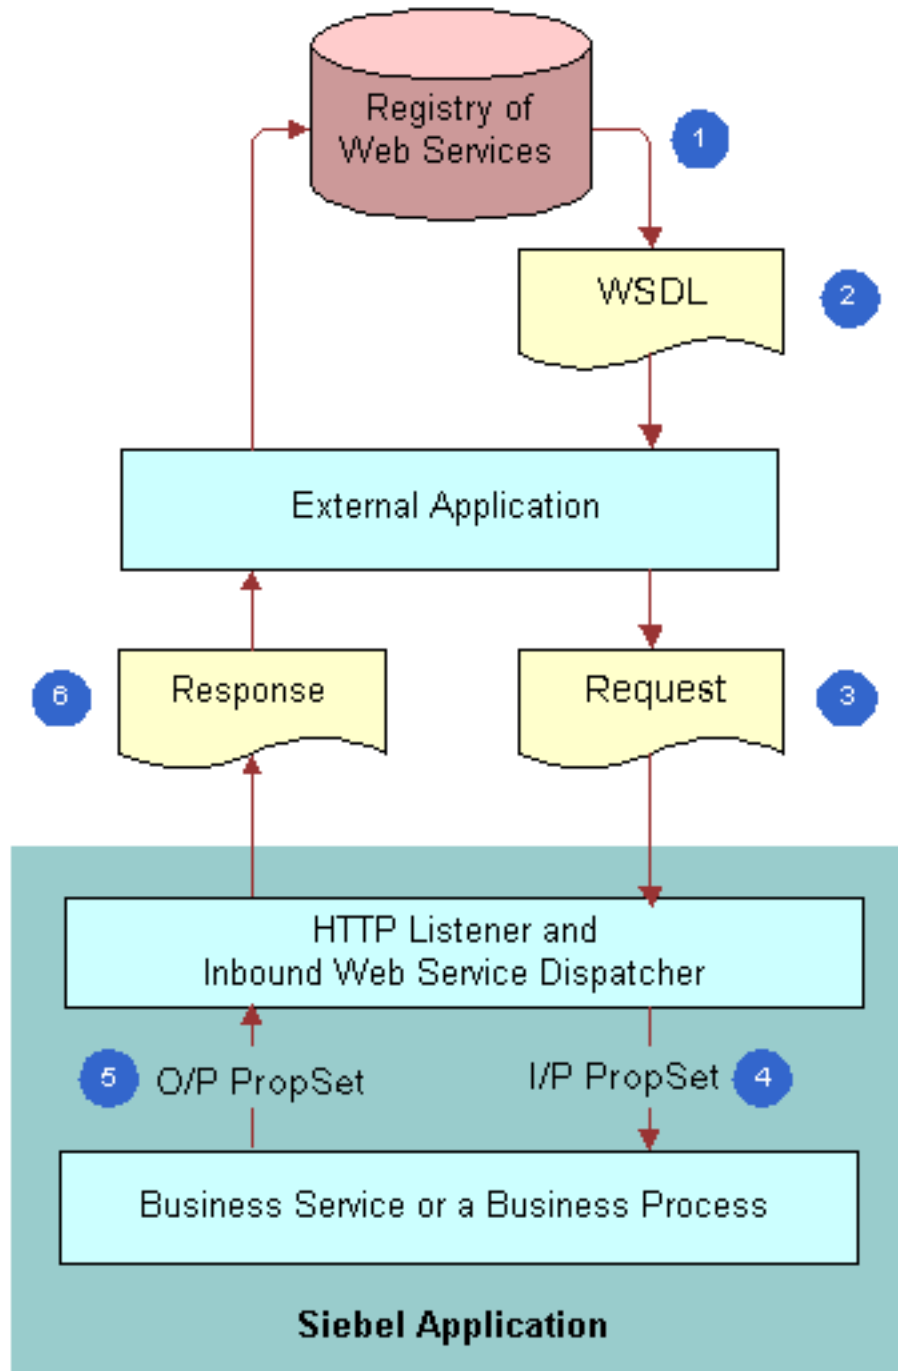 Registry of
Web Services
1
WSDL
2
External Application
6
Response
Request
3
HTTP Listener and
Inbound Web Service Dispatcher
5
O/P PropSet
I/P PropSet
4
Business Service or a Business Process
Siebel Application